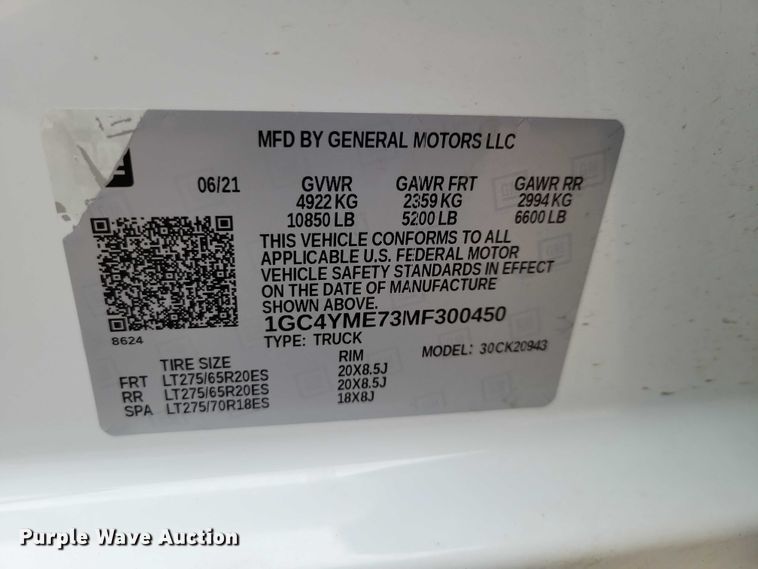 MFD BY GENERAL MOTORS LLC
06/21 GVWR GAWR FRT GAWR RR
4922 KG 2359 KG 2994 KG
10850 LB 5200 LB 6600 LB
THIS VEHICLE CONFORMS TO ALL
APPLICABLE U.S. FEDERAL MOTOR
VEHICLE SAFETY STANDARDS IN EFFECT
ON THE DATE OF MANUFACTURE
SHOWN ABOVE.
1GC4YME73MF300450
8624
TYPE: TRUCK MODEL: 30CK20943
TIRE SIZE RIM
FRT LT275/65R20ES 20X8.5J
RR LT275/65R20ES 20X8.5J
SPA LT275/70R18ES 18X8J
Purple Wave Auction